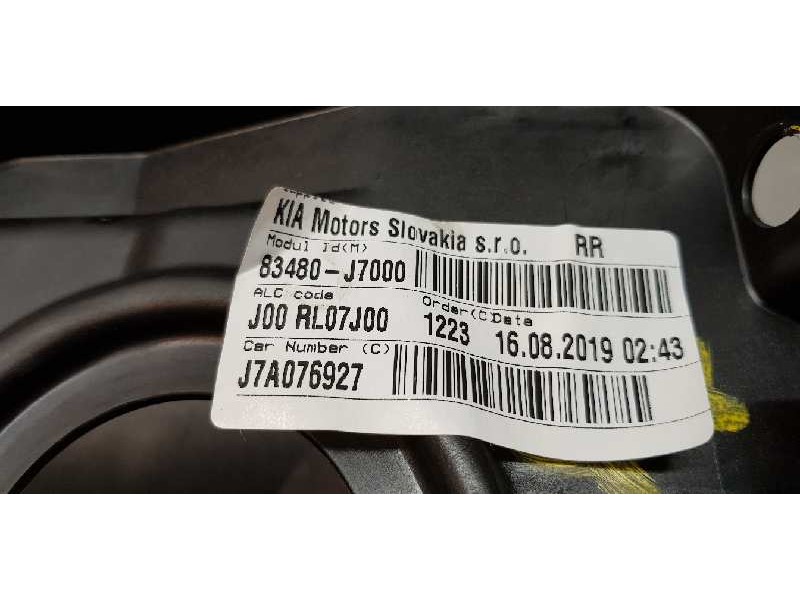 KIA Motors Slovakia s.r.o. RR
Modul Id(M)
83480-J7000
ALC code Order(C) Date
J00 RL07J00 1223 16.08.2019 02:43
Car Number (C)
J7A076927